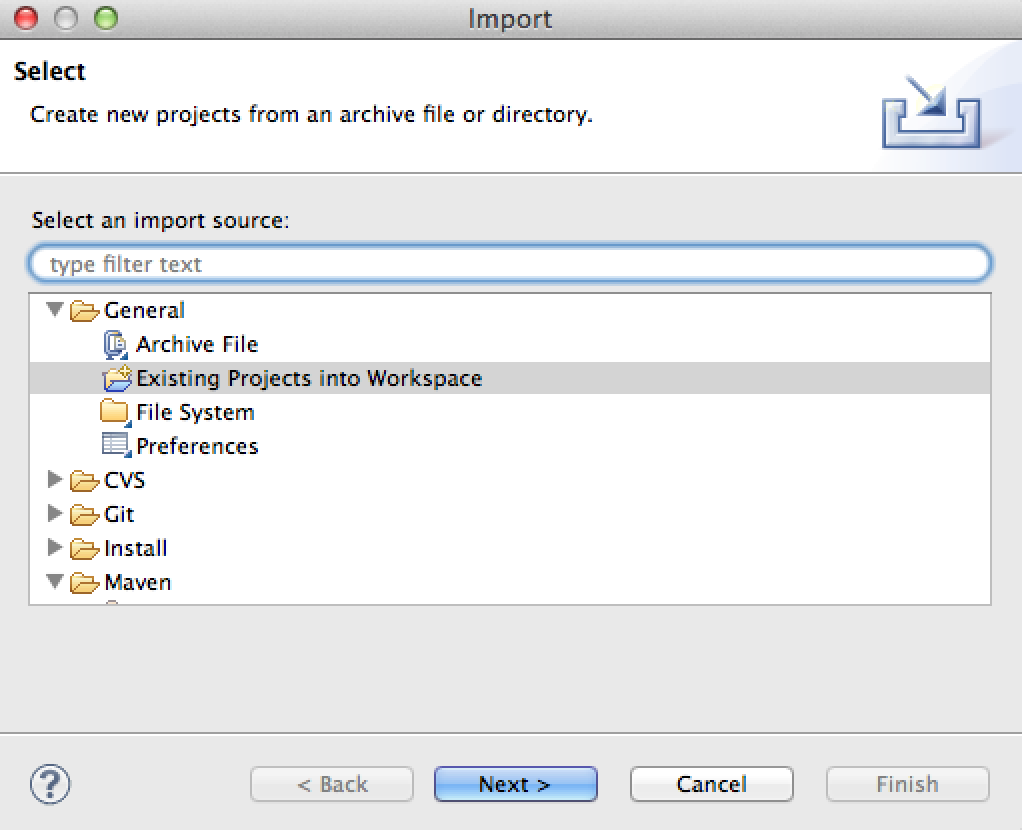 Import
Select
Create new projects from an archive file or directory.
Select an import source:
type filter text
General
Archive File
Existing Projects into Workspace
File System
Preferences
CVS
Git
Install
Maven
?
< Back
Next >
Cancel
Finish